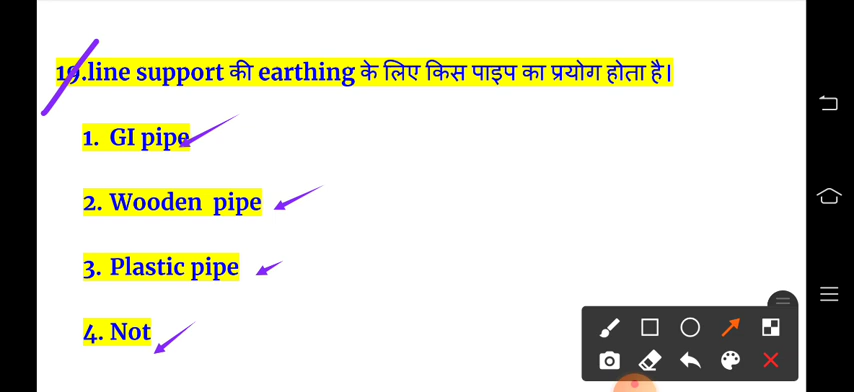 19.line support की earthing के लिए किस पाइप का प्रयोग होता है।
1. GI pipe
2. Wooden pipe
3. Plastic pipe
4. Not